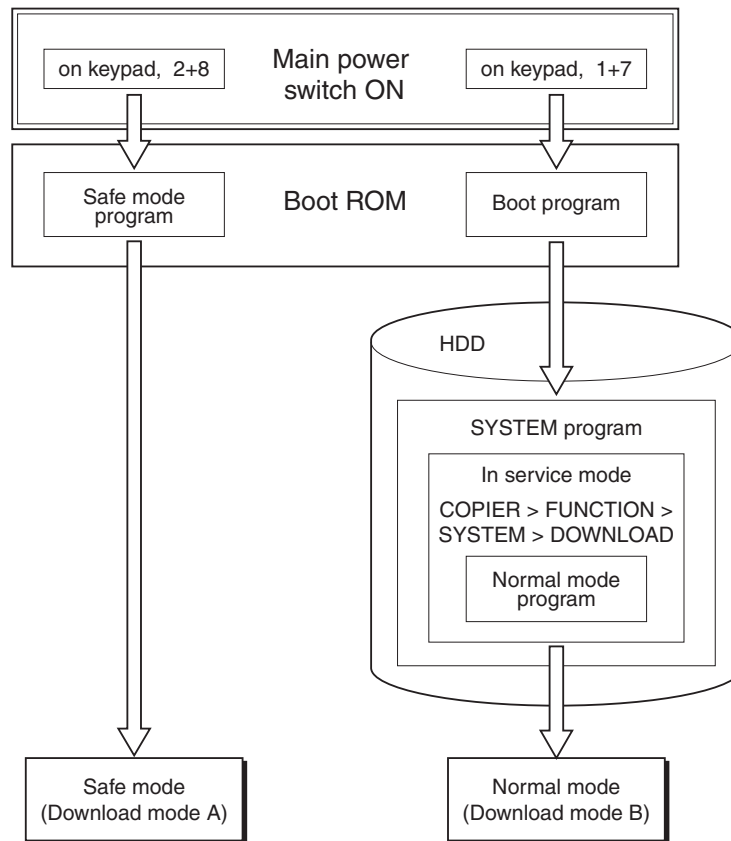 on keypad, 2+8
Main power
switch ON
on keypad, 1+7
Safe mode
program
Boot ROM
Boot program
HDD
SYSTEM program
In service mode
COPIER > FUNCTION >
SYSTEM > DOWNLOAD
Normal mode
program
Safe mode
(Download mode A)
Normal mode
(Download mode B)